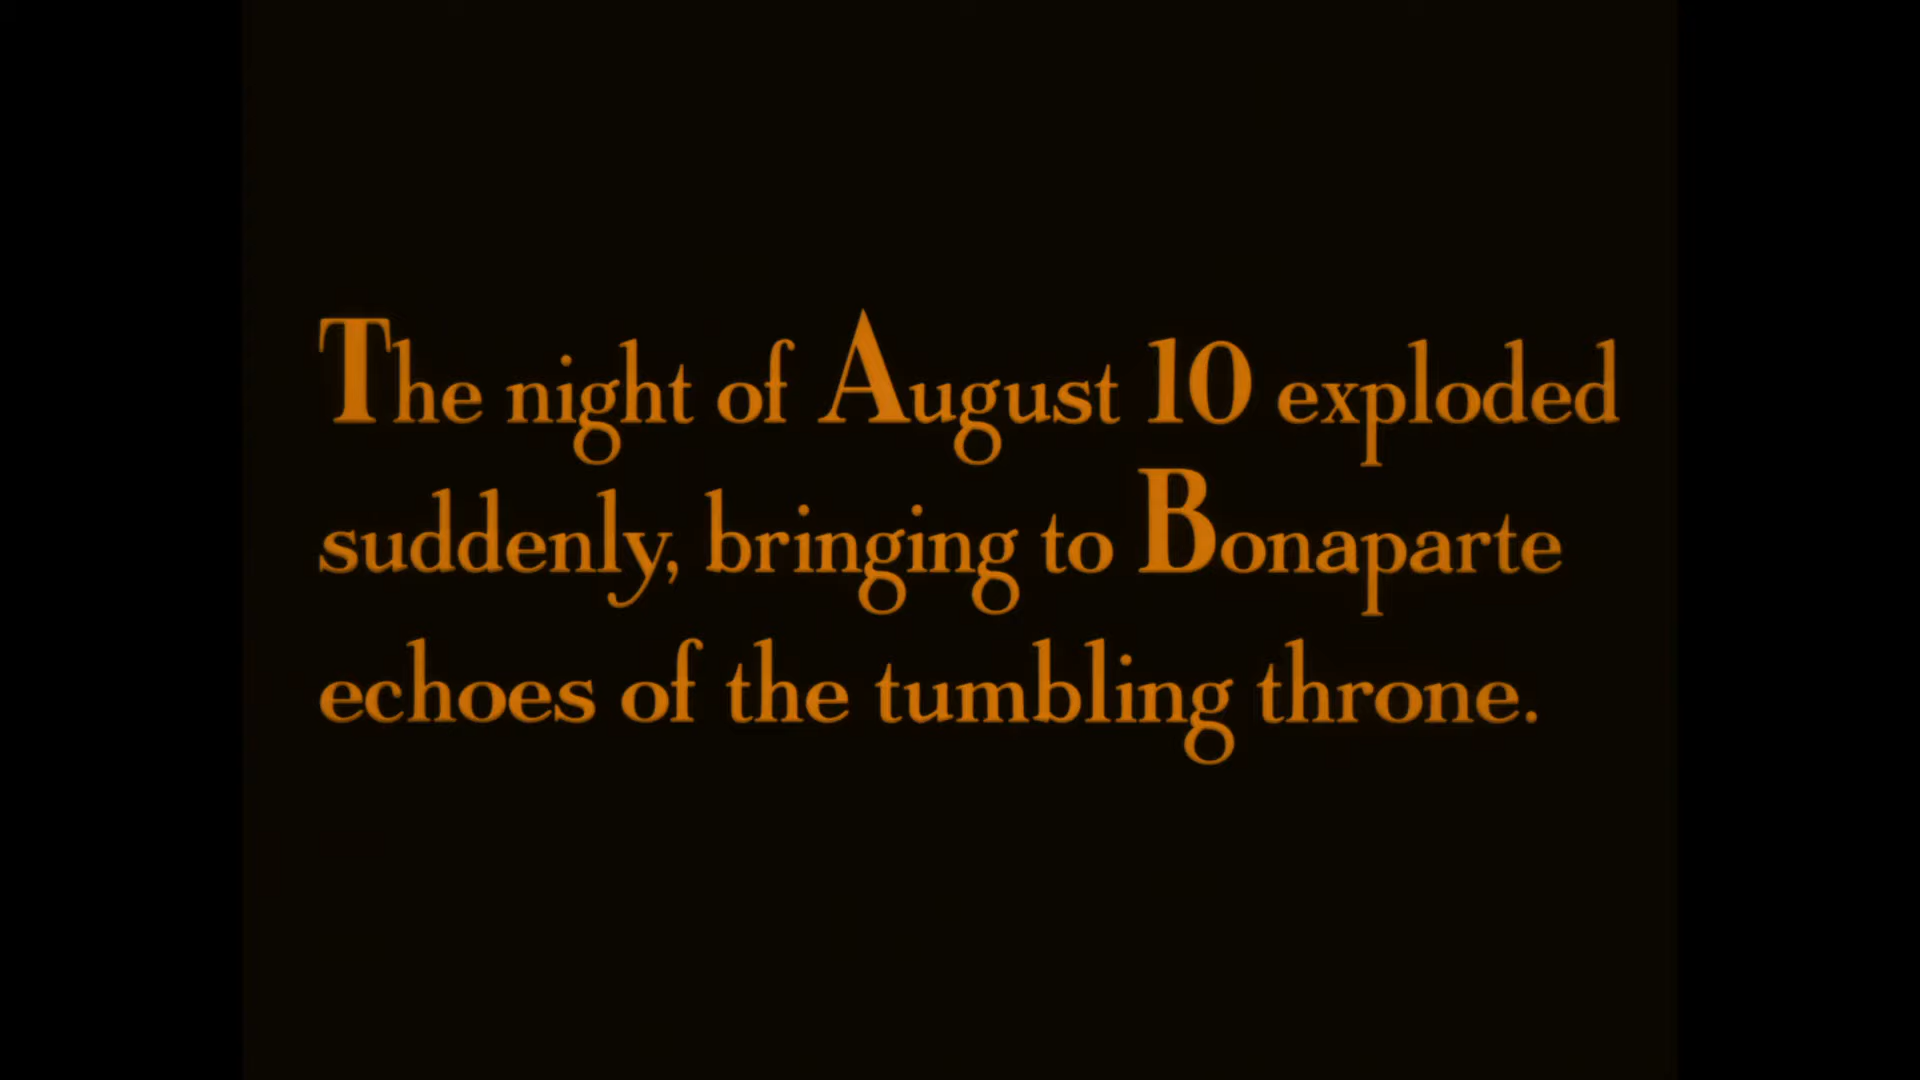 The night of August 10 exploded
suddenly, bringing to Bonaparte
echoes of the tumbling throne.